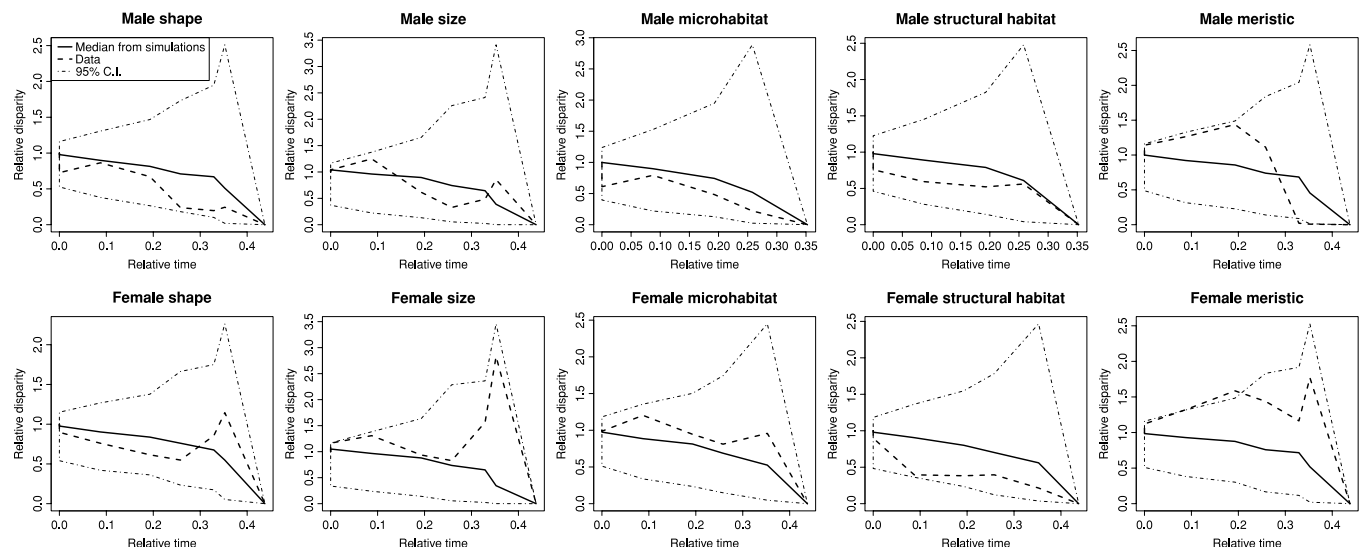 Male shape
Male size
Male microhabitat
Male structural habitat
Male meristic
Median from simulations
Data
95% C.I.
Relative disparity
0.0 0.5 1.0 1.5 2.0 2.5
0.0 0.1 0.2 0.3 0.4
Relative time
Relative disparity
0.0 0.5 1.0 1.5 2.0 2.5 3.0 3.5
0.0 0.1 0.2 0.3 0.4
Relative time
Relative disparity
0.0 0.5 1.0 1.5 2.0 2.5 3.0
0.00 0.05 0.10 0.15 0.20 0.25 0.30 0.35
Relative time
Relative disparity
0.0 0.5 1.0 1.5 2.0 2.5
0.00 0.05 0.10 0.15 0.20 0.25 0.30 0.35
Relative time
Relative disparity
0.0 0.5 1.0 1.5 2.0 2.5
0.0 0.1 0.2 0.3 0.4
Relative time
Female shape
Female size
Female microhabitat
Female structural habitat
Female meristic
Relative disparity
0.0 0.5 1.0 1.5 2.0
0.0 0.1 0.2 0.3 0.4
Relative time
Relative disparity
0.0 0.5 1.0 1.5 2.0 2.5 3.0 3.5
0.0 0.1 0.2 0.3 0.4
Relative time
Relative disparity
0.0 0.5 1.0 1.5 2.0 2.5
0.0 0.1 0.2 0.3 0.4
Relative time
Relative disparity
0.0 0.5 1.0 1.5 2.0 2.5
0.0 0.1 0.2 0.3 0.4
Relative time
Relative disparity
0.0 0.5 1.0 1.5 2.0 2.5
0.0 0.1 0.2 0.3 0.4
Relative time